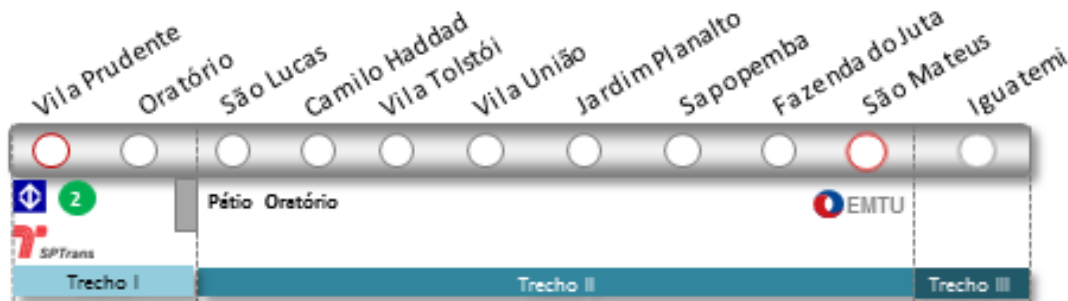 Vila Prudente
Oratório
São Lucas
Camilo Haddad
Vila Tolstói
Vila União
Jardim Planalto
Sapopemba
Fazenda do Juta
São Mateus
Iguatemi
2
Pétio Oratório
EMTU
SPTrans
Trecho I
Trecho II
Trecho III